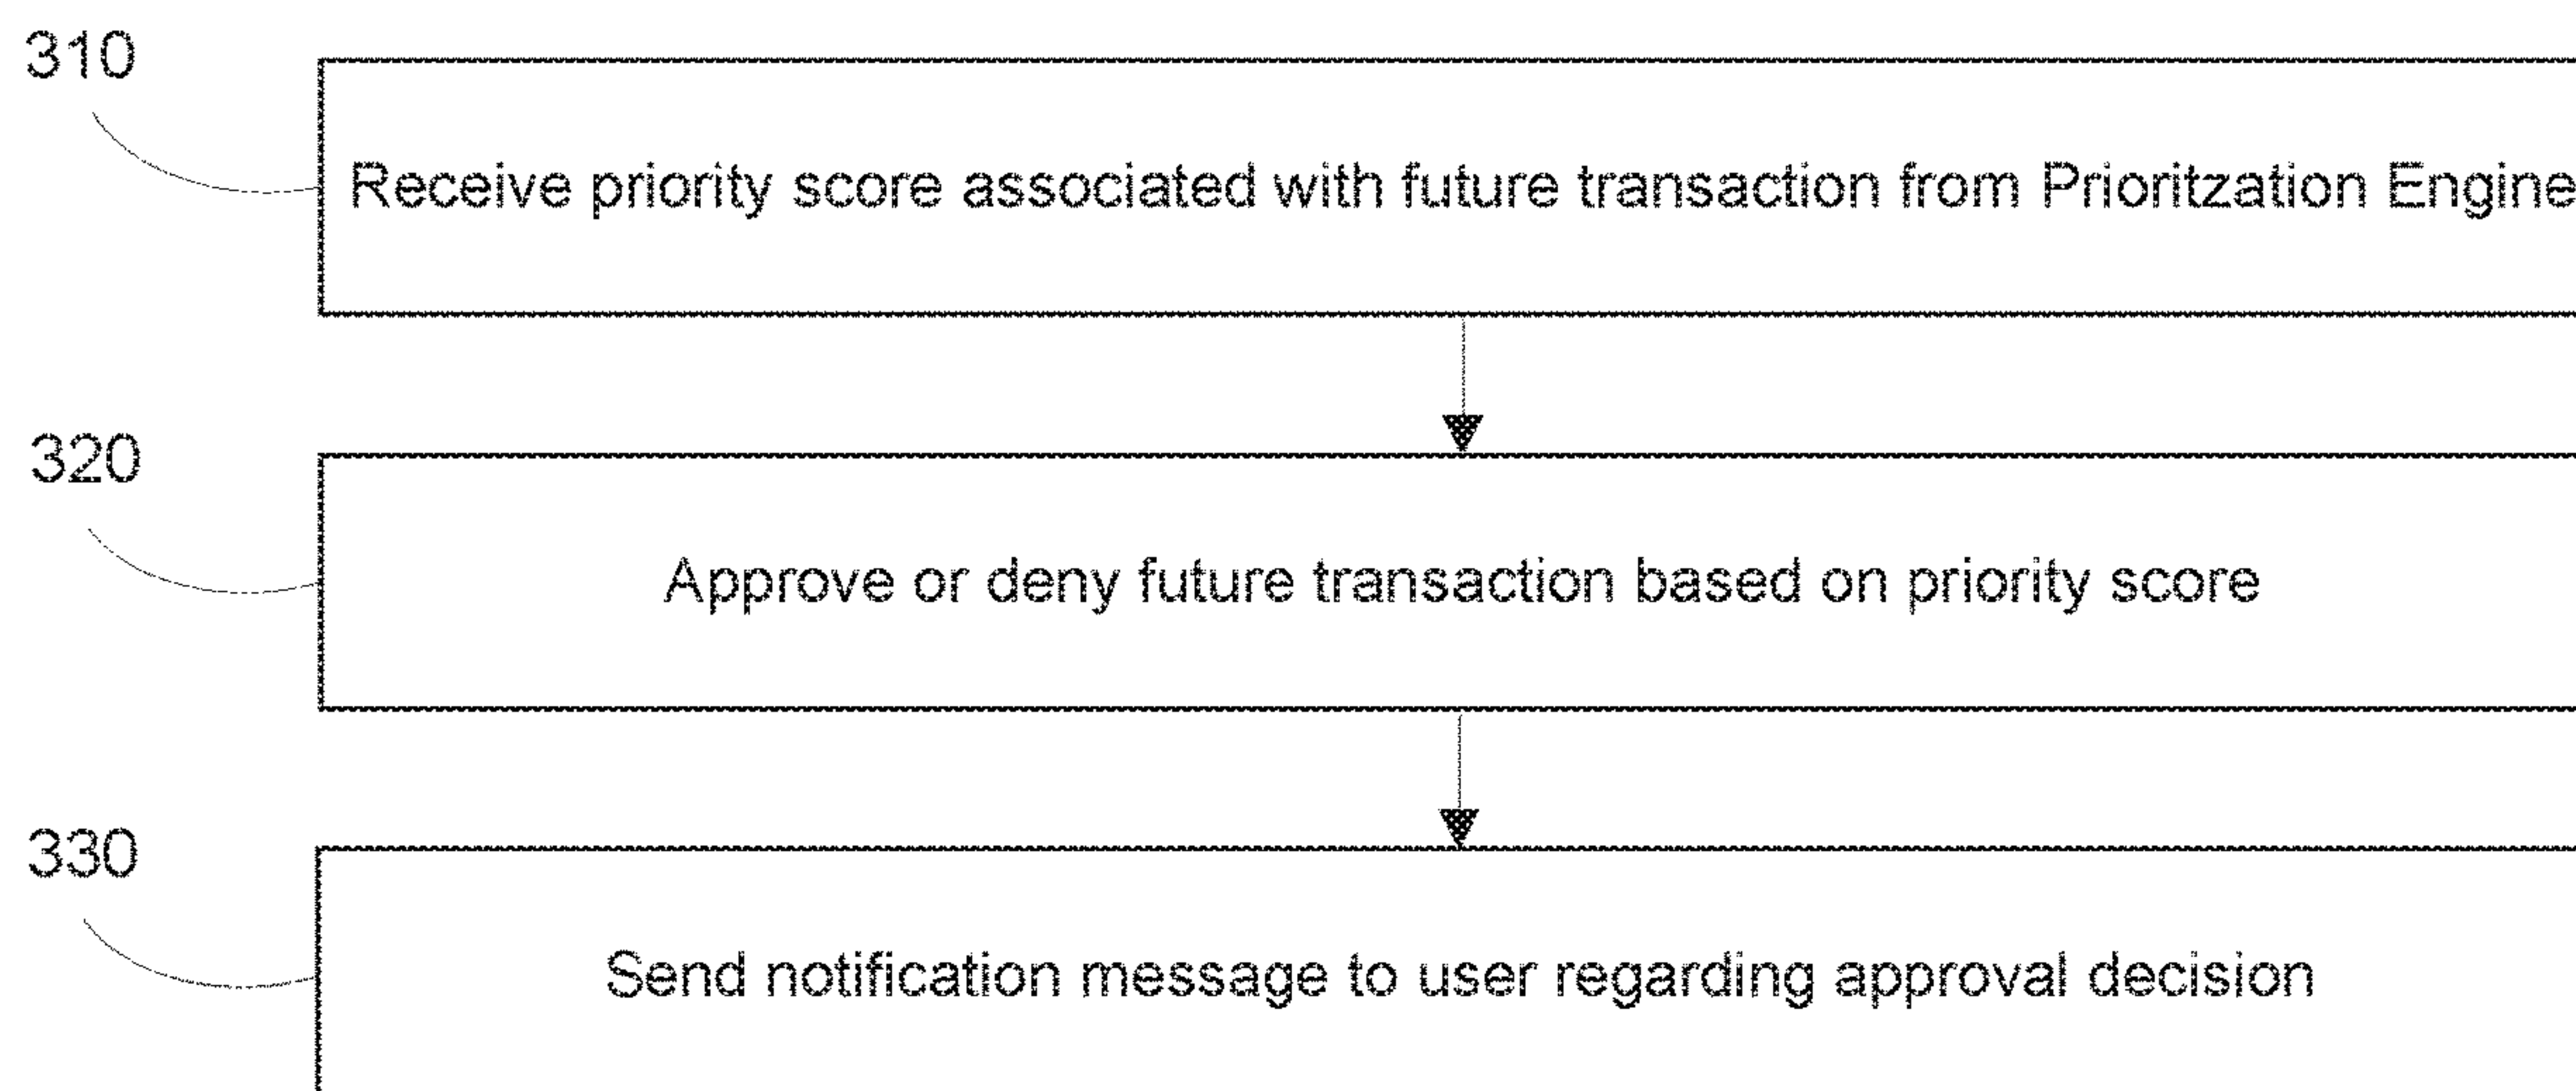 310
Receive priority score associated with future transaction from Prioritzation Engine
320
Approve or deny future transaction based on priority score
330
Send notification message to user regarding approval decision